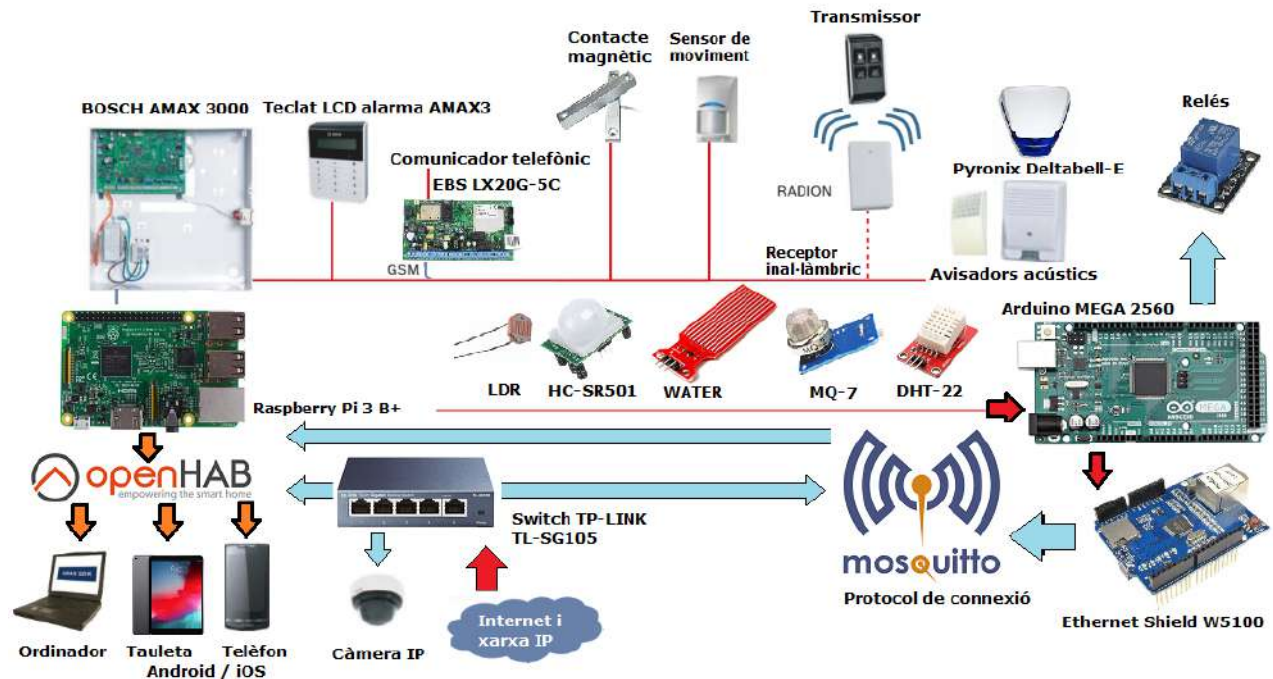 Transmissor
Contacte
magnètic
Sensor de
moviment
BOSCH AMAX 3000
Teclat LCD alarma AMAX3
Relés
Comunicador telefònic
EBS LX20G-5C
Pyronix Deltabell-E
RADION
GSM
Receptor
inal·làmbric
Avisadors acústics
Arduino MEGA 2560
LDR
HC-SR501
WATER
MQ-7
DHT-22
Raspberry Pi 3 B+
MEGA
openHAB
empowering the smart home
Switch TP-LINK
TL-SG105
mosquitto
Protocol de connexió
Internet i
xarxa IP
Ethernet Shield W5100
Ordinador
Tauleta
Telèfon
Android / iOS
Càmera IP